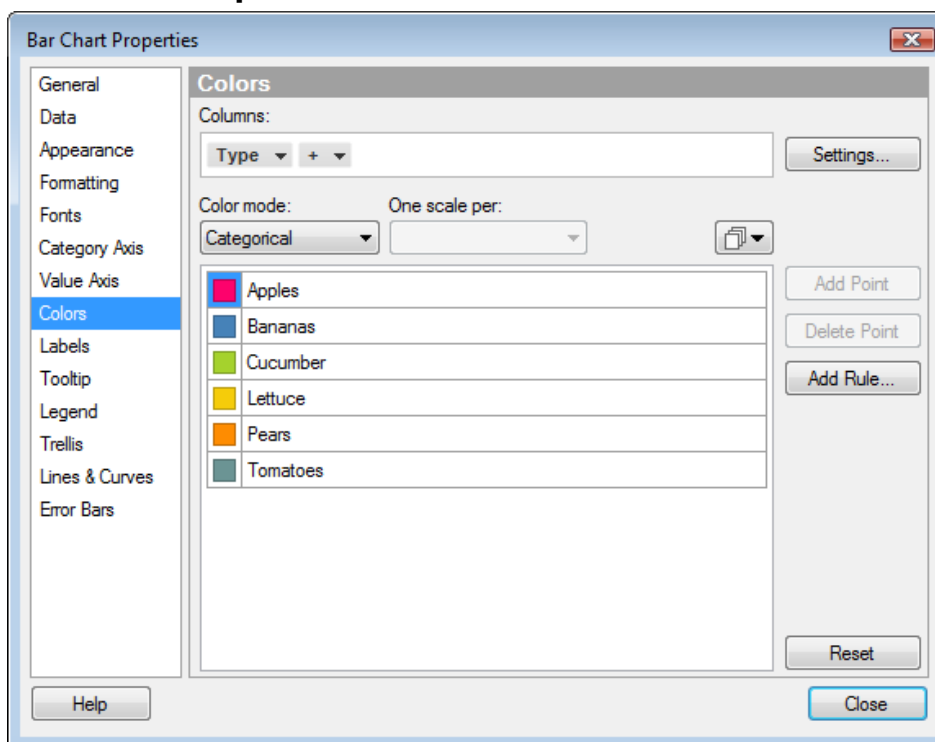 Bar Chart Properties
General
Data
Appearance
Formatting
Fonts
Category Axis
Value Axis
Colors
Labels
Tooltip
Legend
Trellis
Lines & Curves
Error Bars
Colors
Columns:
Type +
Settings...
Color mode: One scale per:
Categorical
Apples
Bananas
Cucumber
Lettuce
Pears
Tomatoes
Add Point
Delete Point
Add Rule...
Reset
Help
Close